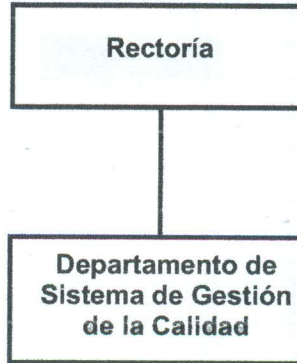 Rectoría
Departamento de
Sistema de Gestión
de la Calidad